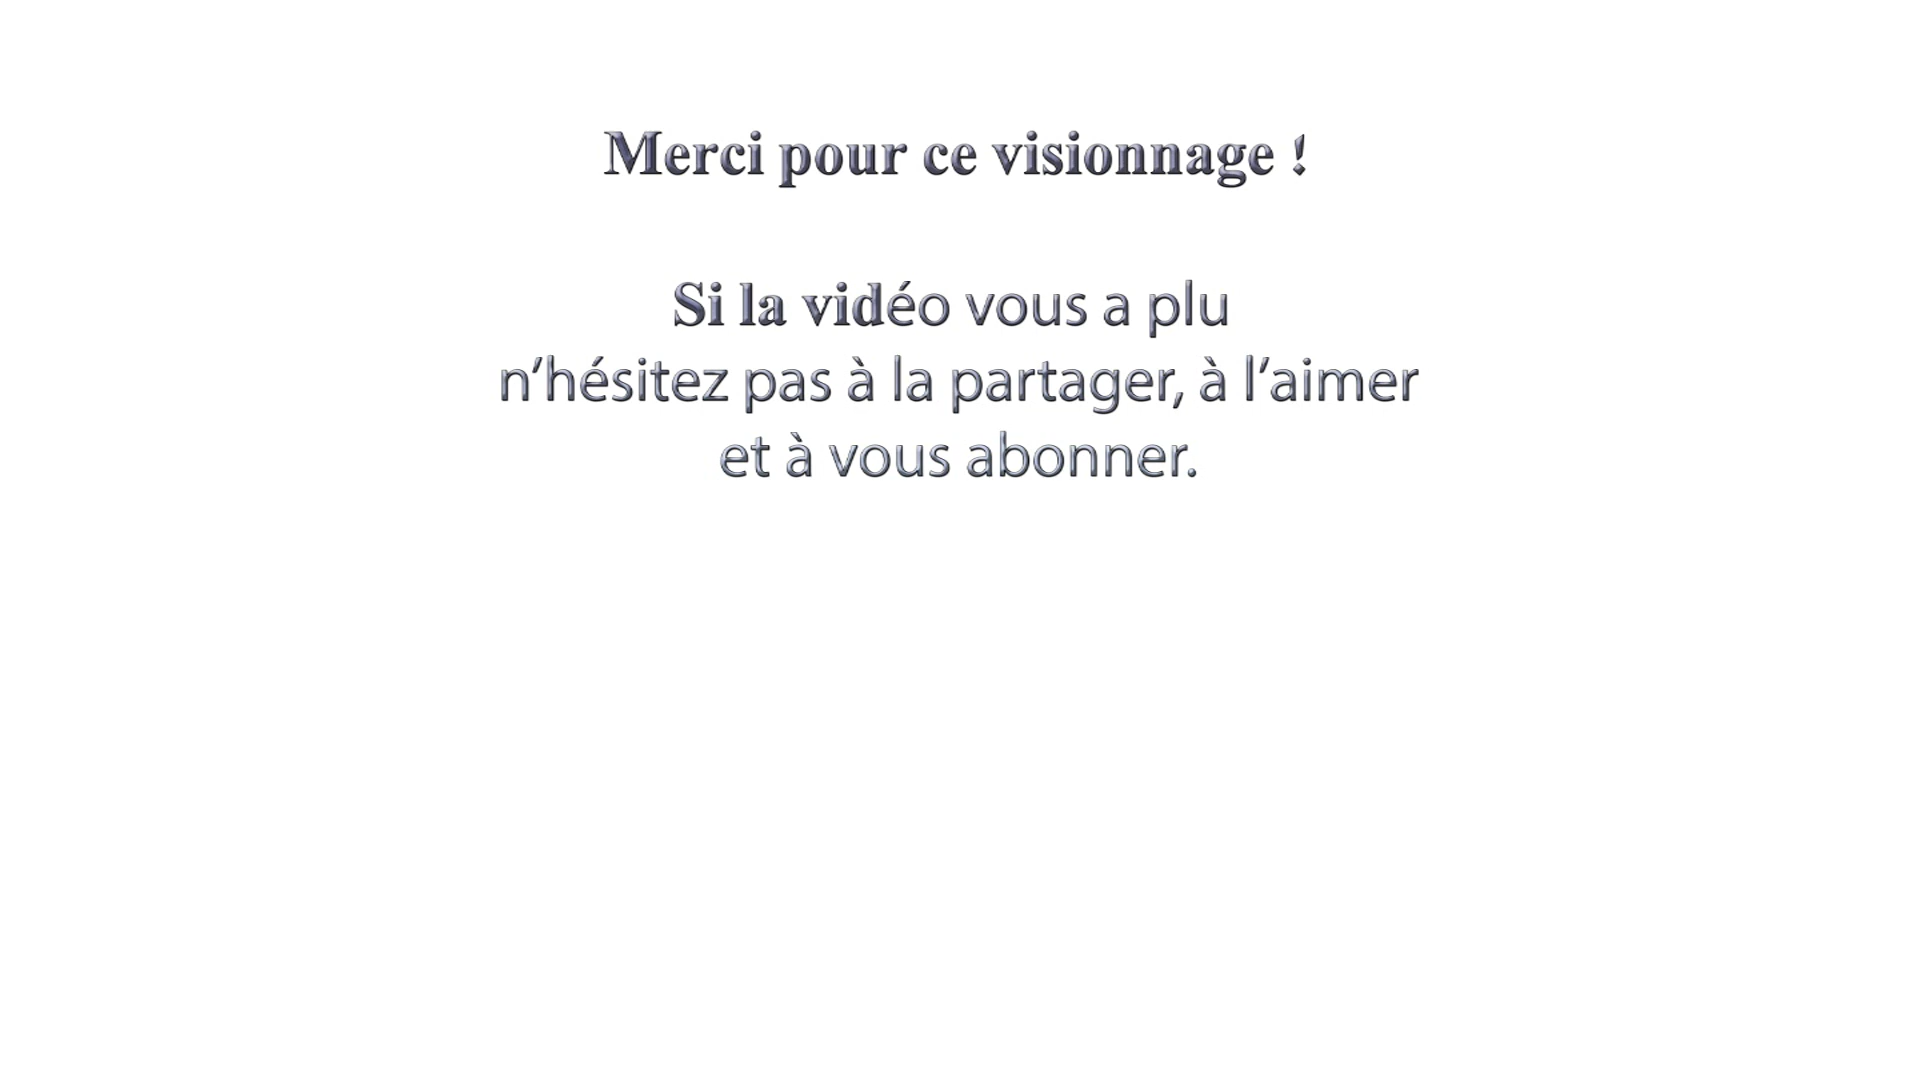 Merci pour ce visionnage !
Si la vidéo vous a plu
n’hésitez pas à la partager, à l’aimer
et à vous abonner.